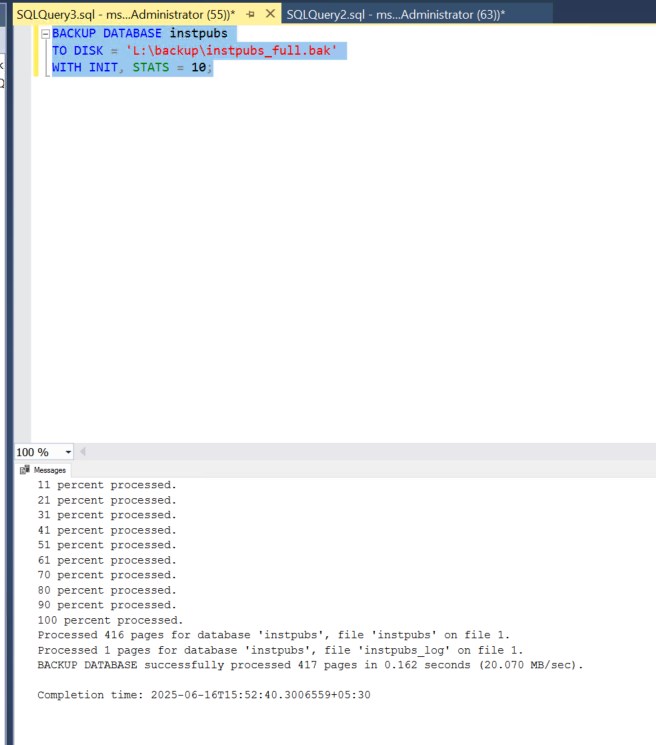 SQLQuery3.sql - ms...Administrator (55))* SQLQuery2.sql - ms...Administrator (63))*
BACKUP DATABASE instpubs
TO DISK = 'L:\backup\instpubs_full.bak'
WITH INIT, STATS = 10;
100 %
Messages
11 percent processed.
21 percent processed.
31 percent processed.
41 percent processed.
51 percent processed.
61 percent processed.
70 percent processed.
80 percent processed.
90 percent processed.
100 percent processed.
Processed 416 pages for database 'instpubs', file 'instpubs' on file 1.
Processed 1 pages for database 'instpubs', file 'instpubs_log' on file 1.
BACKUP DATABASE successfully processed 417 pages in 0.162 seconds (20.070 MB/sec).
Completion time: 2025-06-16T15:52:40.3006559+05:30